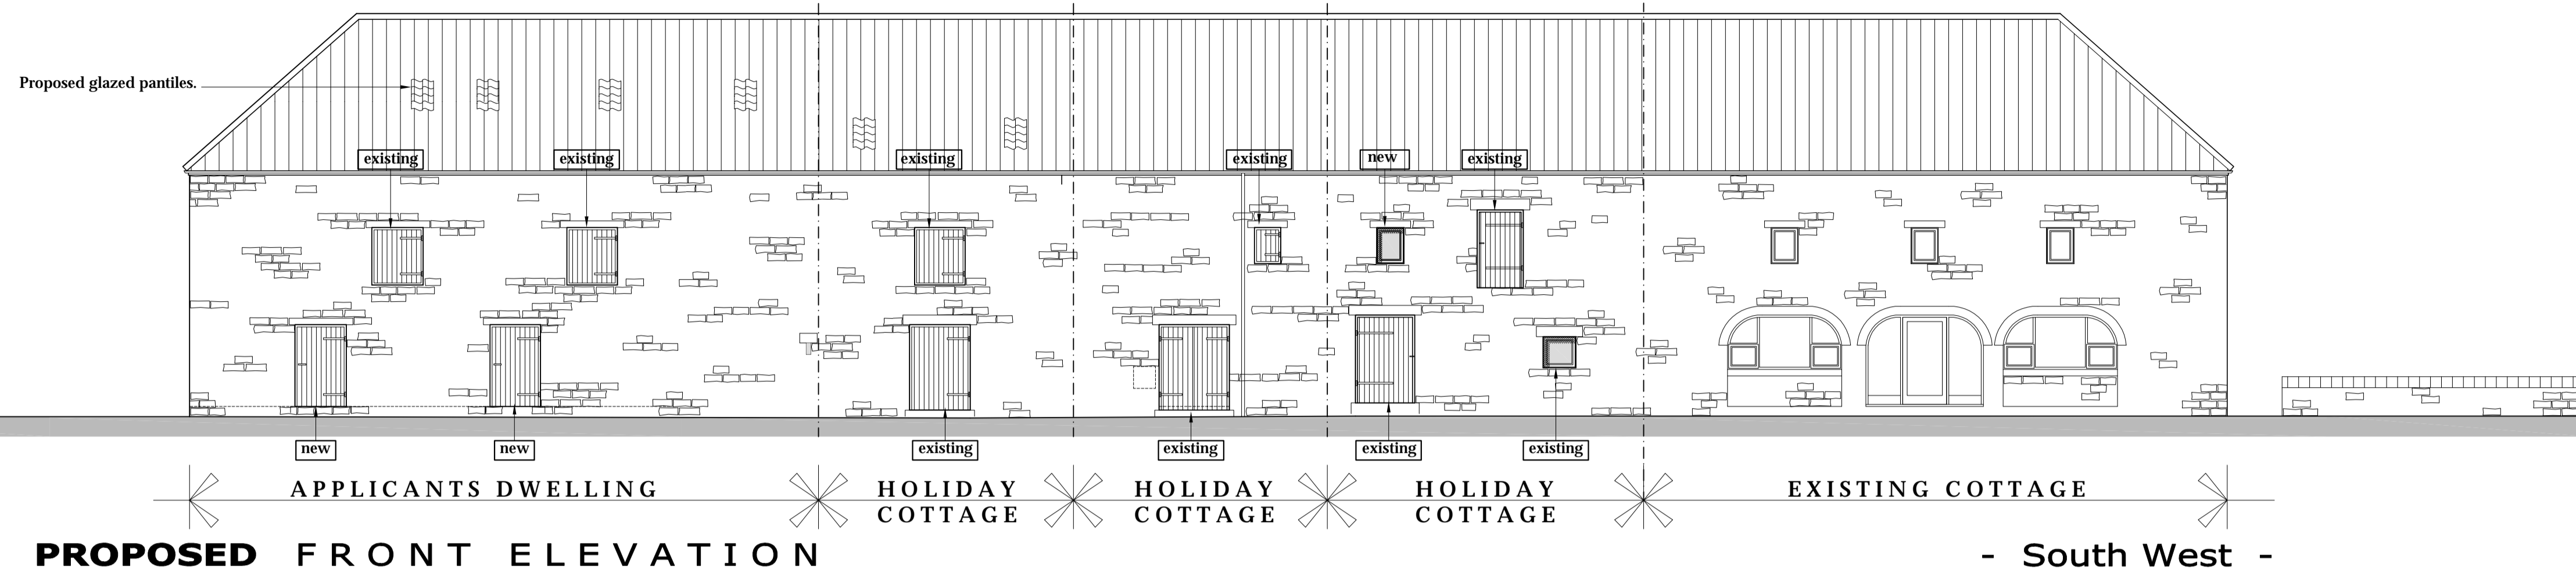 Proposed glazed pantiles.
existing
existing
existing
existing
new
existing
new
new
existing
existing
existing
existing
APPLICANTS DWELLING
HOLIDAY
COTTAGE
HOLIDAY
COTTAGE
HOLIDAY
COTTAGE
EXISTING COTTAGE
PROPOSED FRONT ELEVATION
- South West -